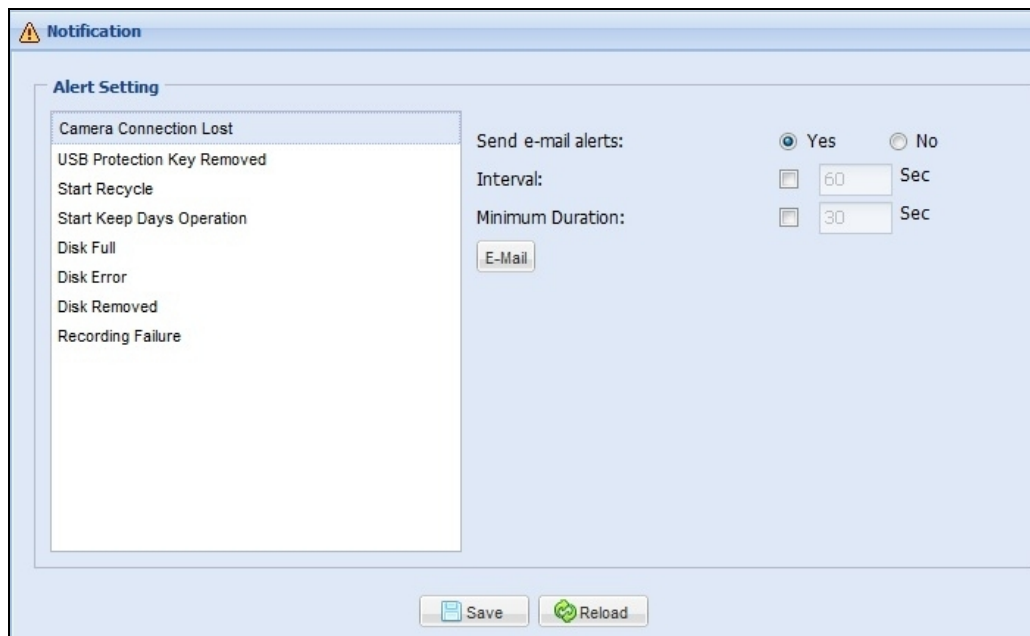 Notification
Alert Setting
Camera Connection Lost
USB Protection Key Removed
Start Recycle
Start Keep Days Operation
Disk Full
Disk Error
Disk Removed
Recording Failure
Send e-mail alerts: Yes No
Interval: 60 Sec
Minimum Duration: 30 Sec
E-Mail
Save Reload